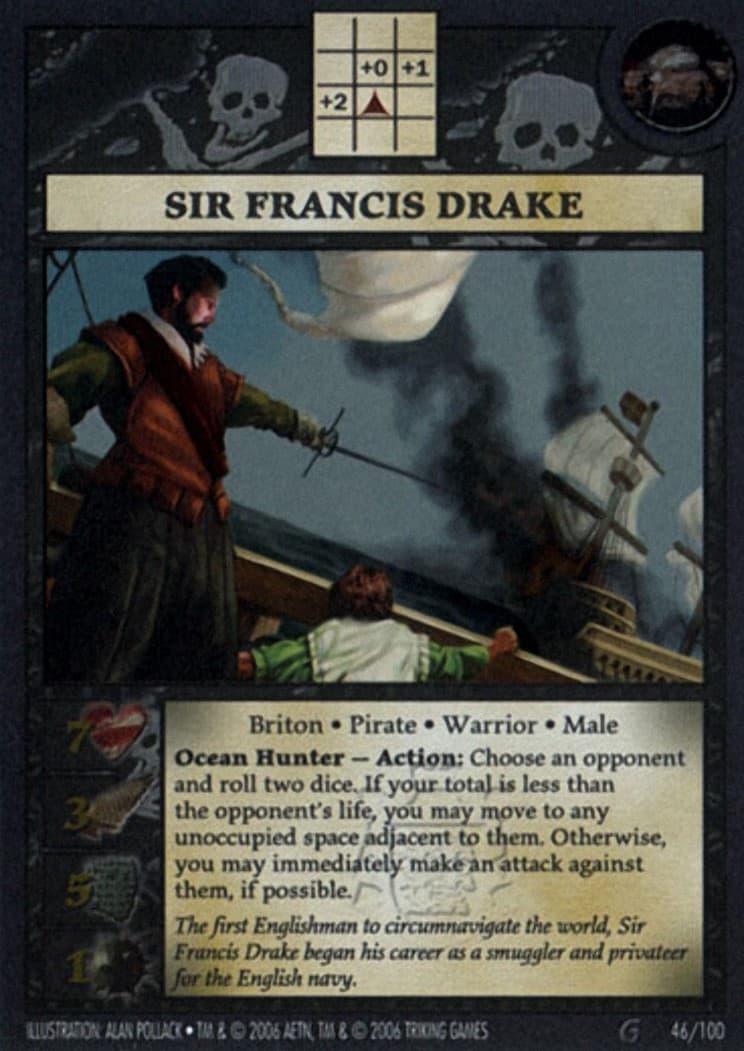 +0 +1
+2
SIR FRANCIS DRAKE
7
3
5
1
Briton • Pirate • Warrior • Male
Ocean Hunter – Action: Choose an opponent
and roll two dice. If your total is less than
the opponent's life, you may move to any
unoccupied space adjacent to them. Otherwise,
you may immediately make an attack against
them, if possible.
The first Englishman to circumnavigate the world, Sir
Francis Drake began his career as a smuggler and privateer
for the English navy.
ILLUSTRATION: ALAN POLLACK • TM & © 2006 AETN, TM & © 2006 TRIKING GAMES
G 46/100